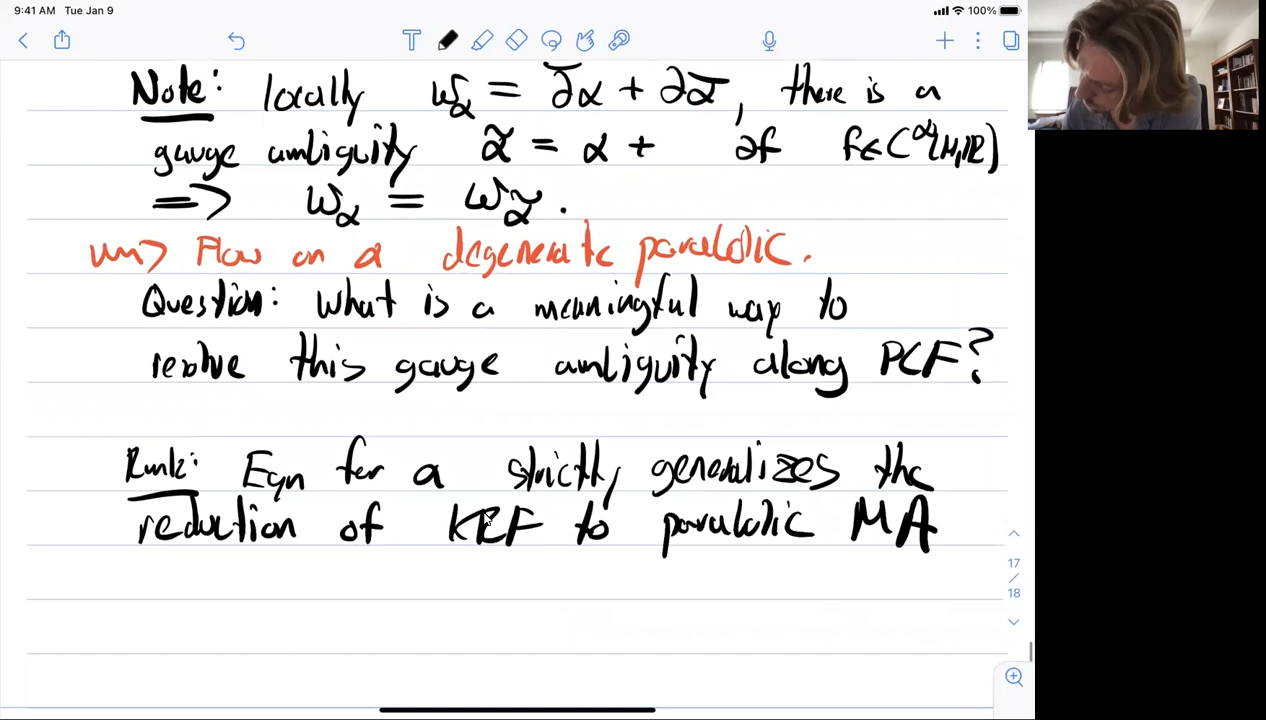 9:41 AM Tue Jan 9
100%
Note: locally ω_α = ∂̄α + ∂ᾱ, there is a
gauge ambiguity α̃ = α + ∂f f∈C^∞(M,ℝ)
⇒ ω_α = ω_α̃.
⇝ Flow on α degenerate parabolic.
Question: What is a meaningful way to
resolve this gauge ambiguity along PCF?
Rmk: Eqn for α strictly generalizes the
reduction of KRF to parabolic MA
17
/
18